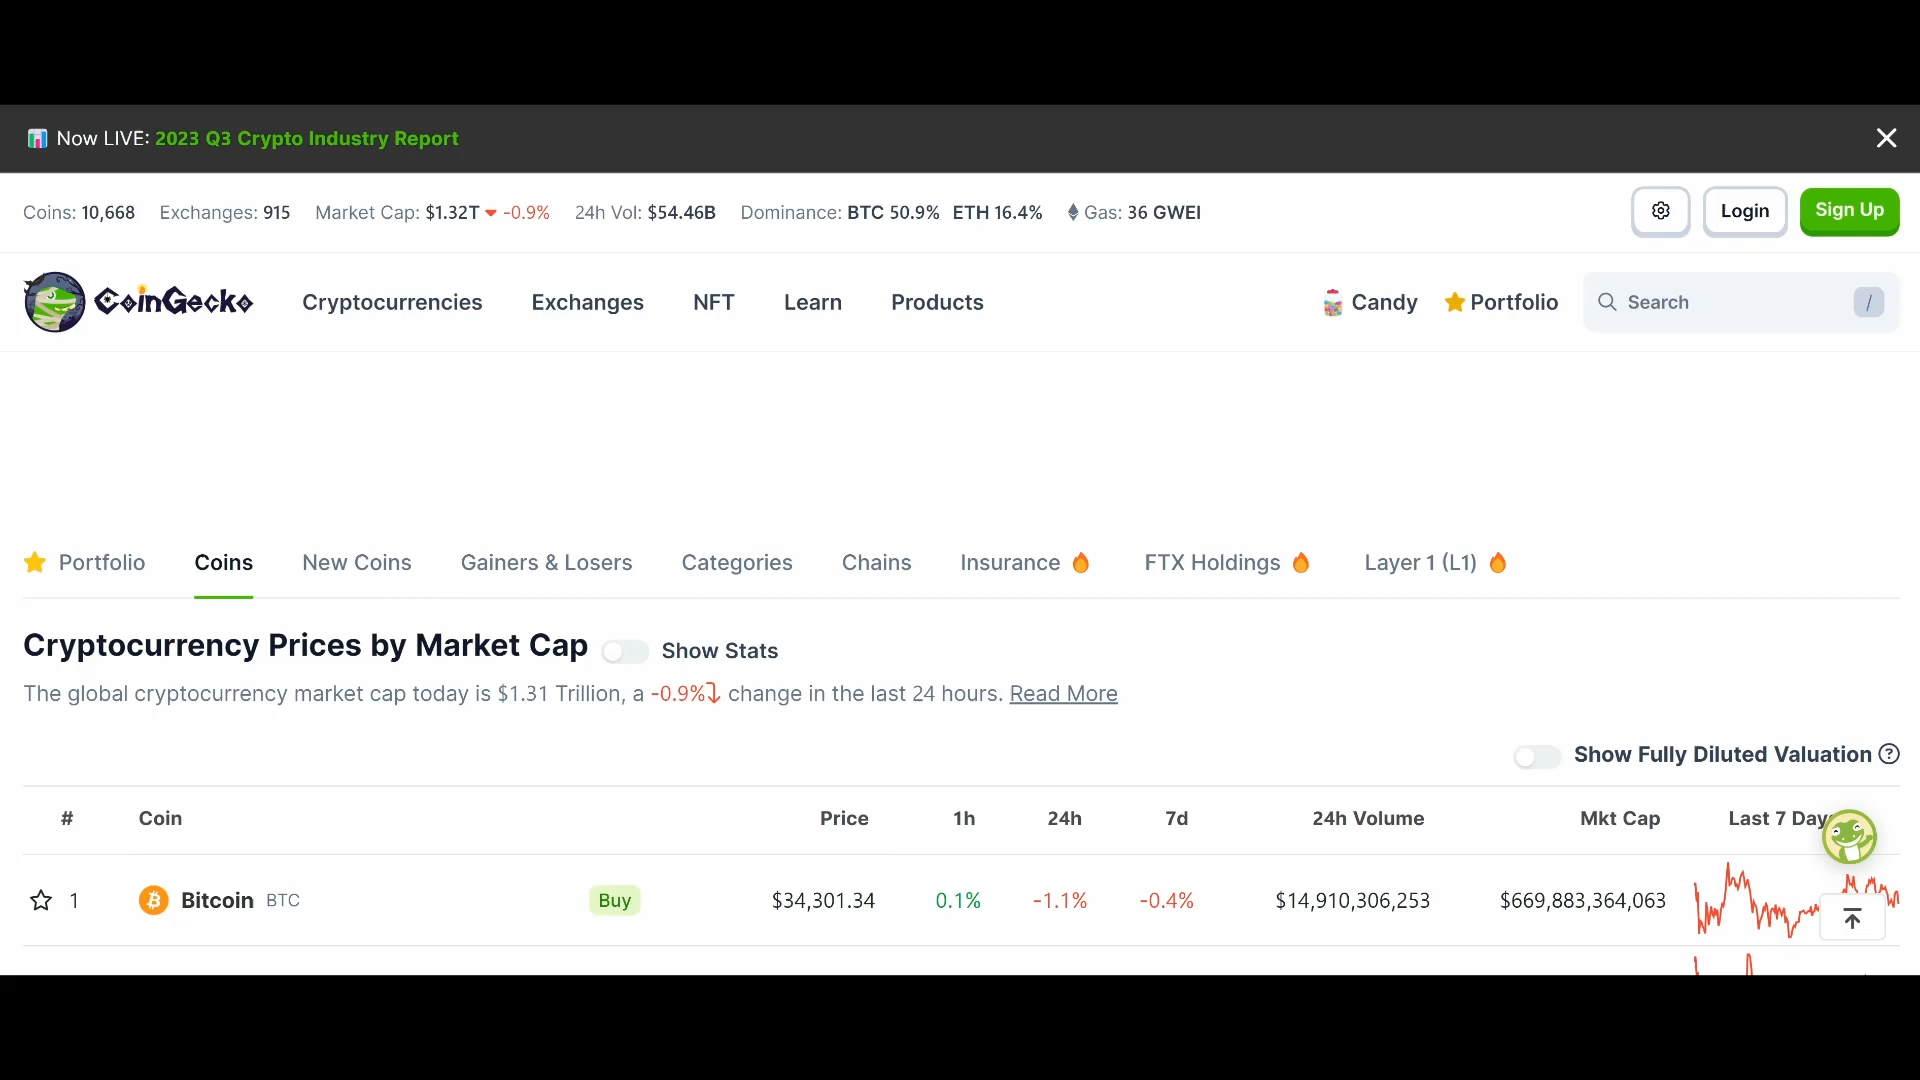 Now LIVE: 2023 Q3 Crypto Industry Report
Coins: 10,668 Exchanges: 915 Market Cap: $1.32T -0.9% 24h Vol: $54.46B Dominance: BTC 50.9% ETH 16.4% Gas: 36 GWEI Login Sign Up
CoinGecko Cryptocurrencies Exchanges NFT Learn Products Candy Portfolio Search /
Portfolio Coins New Coins Gainers & Losers Categories Chains Insurance FTX Holdings Layer 1 (L1)
Cryptocurrency Prices by Market Cap Show Stats
The global cryptocurrency market cap today is $1.31 Trillion, a -0.9% change in the last 24 hours. Read More
Show Fully Diluted Valuation ?
# Coin Price 1h 24h 7d 24h Volume Mkt Cap Last 7 Days
1 Bitcoin BTC Buy $34,301.34 0.1% -1.1% -0.4% $14,910,306,253 $669,883,364,063